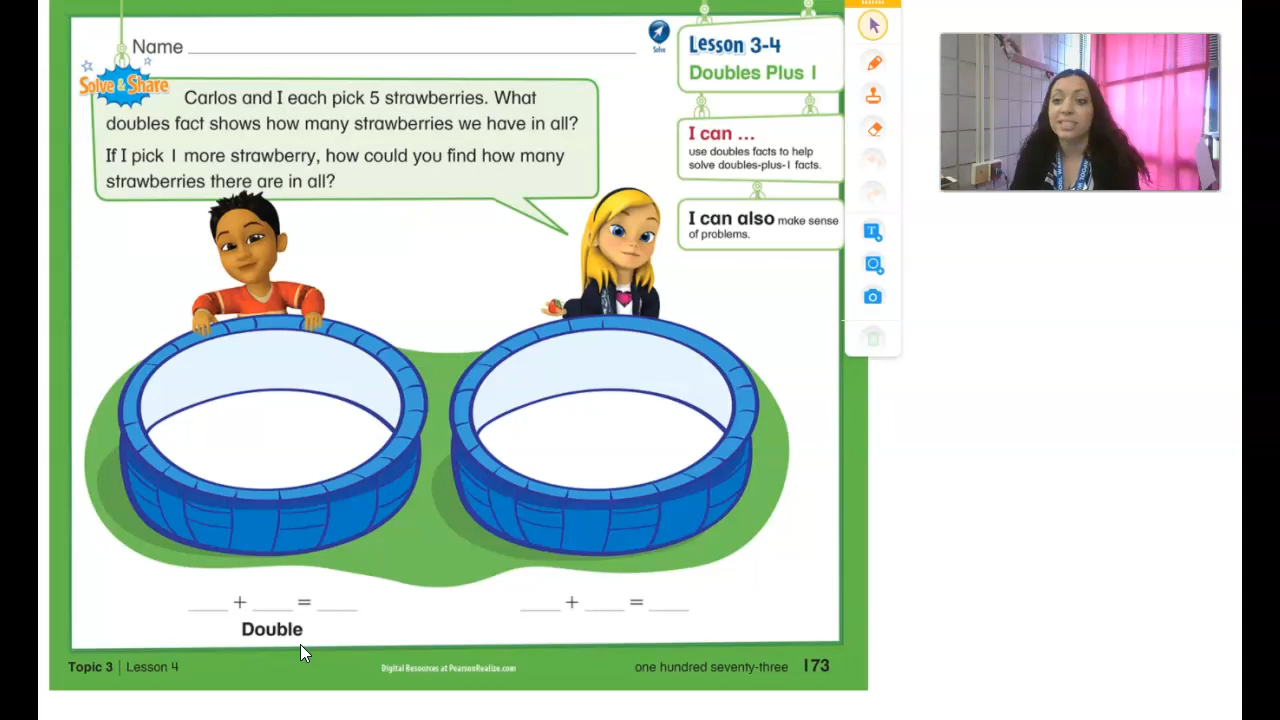 Name
Solve
Solve & Share
Lesson 3-4
Doubles Plus 1
Carlos and I each pick 5 strawberries. What
doubles fact shows how many strawberries we have in all?
If I pick 1 more strawberry, how could you find how many
strawberries there are in all?
I can ...
use doubles facts to help
solve doubles-plus-1 facts.
I can also make sense
of problems.
T
+ =
+ =
Double
Topic 3 | Lesson 4
Digital Resources at PearsonRealize.com
one hundred seventy-three 173